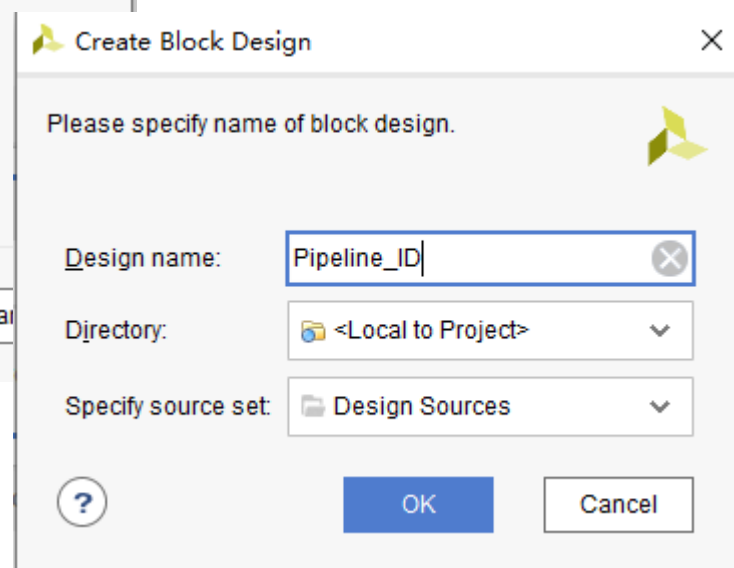 Create Block Design
Please specify name of block design.
Design name: Pipeline_ID
Directory: <Local to Project>
Specify source set: Design Sources
? OK Cancel